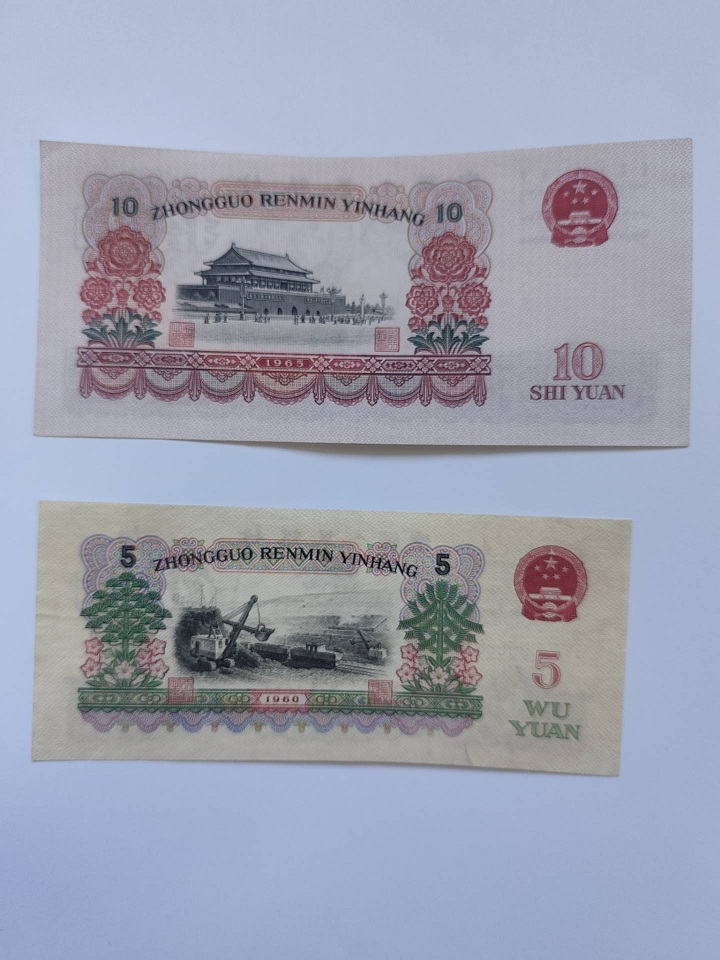 10 ZHONGGUO RENMIN YINHANG 10
1965
10
SHI YUAN
5 ZHONGGUO RENMIN YINHANG 5
1960
5
WU
YUAN